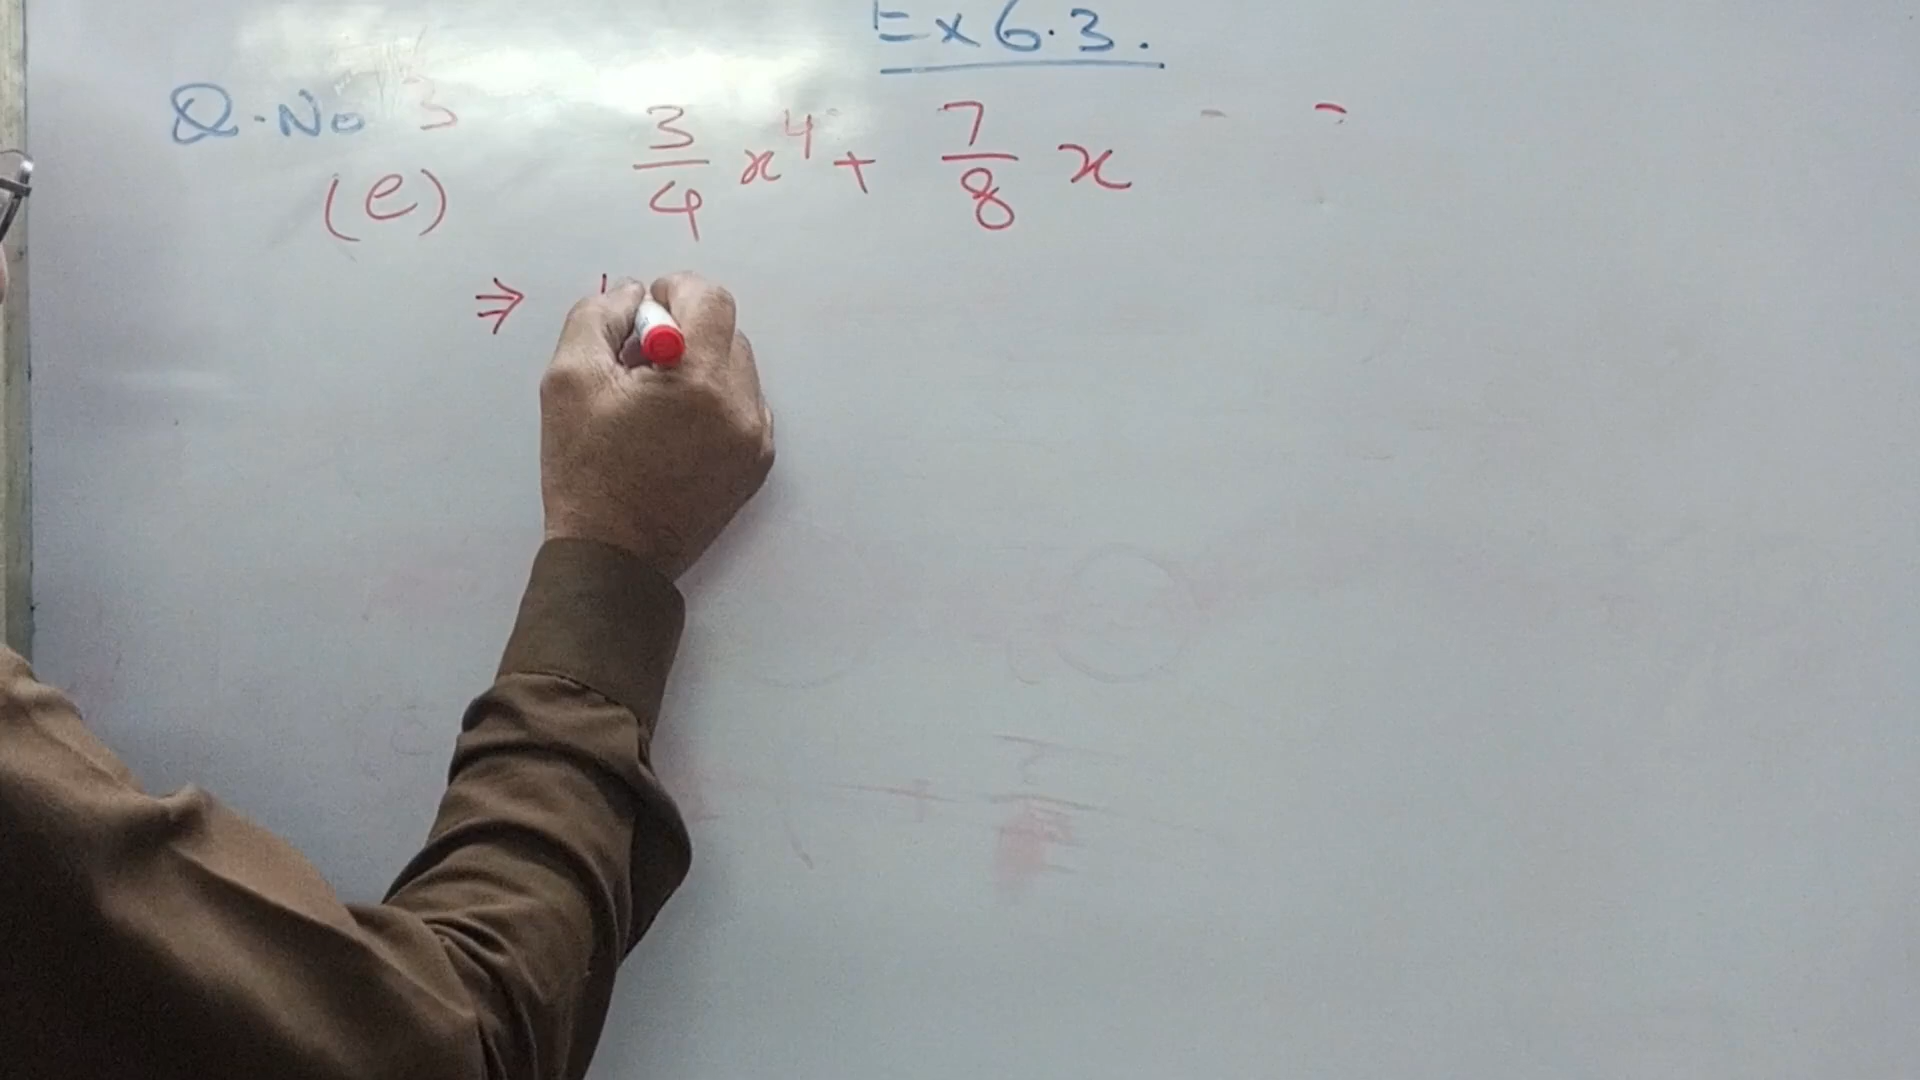 Ex 6.3.
Q.No 3
(e) 3/4 x⁴ + 7/8 x
⇒